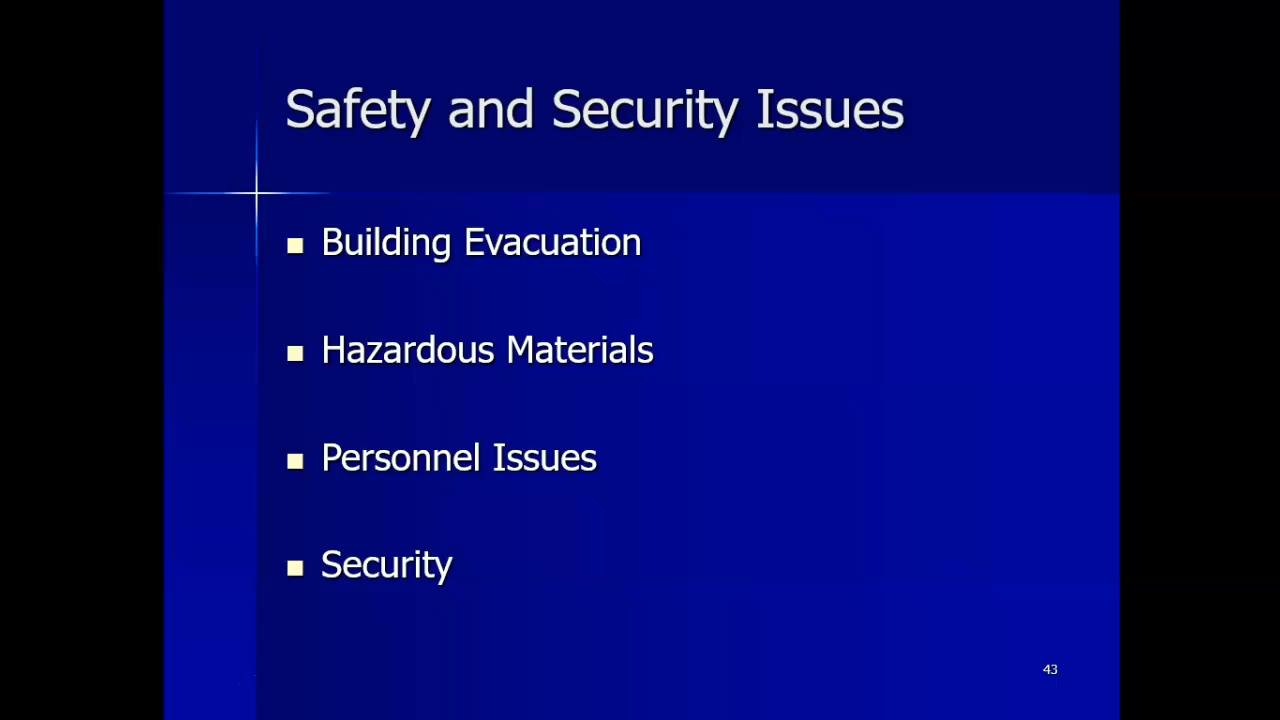 Safety and Security Issues
Building Evacuation
Hazardous Materials
Personnel Issues
Security
43